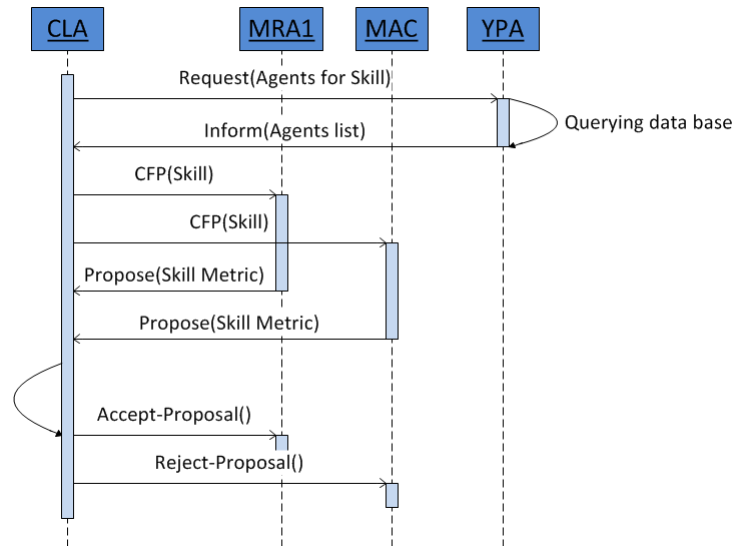 CLA
MRA1
MAC
YPA
Request(Agents for Skill)
Querying data base
Inform(Agents list)
CFP(Skill)
CFP(Skill)
Propose(Skill Metric)
Propose(Skill Metric)
Accept-Proposal()
Reject-Proposal()